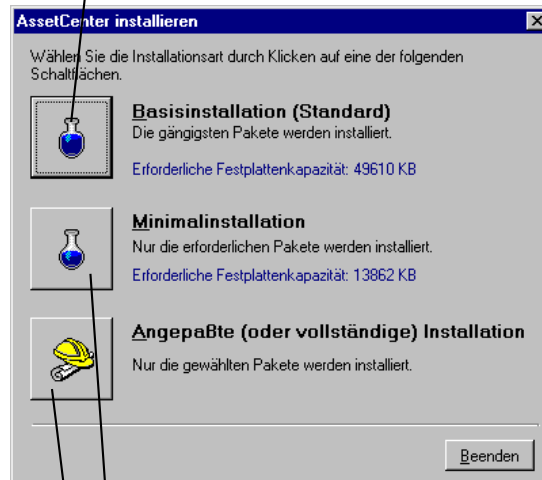 AssetCenter installieren
Wählen Sie die Installationsart durch Klicken auf eine der folgenden
Schaltflächen.
Basisinstallation (Standard)
Die gängigsten Pakete werden installiert.
Erforderliche Festplattenkapazität: 49610 KB
Minimalinstallation
Nur die erforderlichen Pakete werden installiert.
Erforderliche Festplattenkapazität: 13862 KB
Angepaßte (oder vollständige) Installation
Nur die gewählten Pakete werden installiert.
Beenden